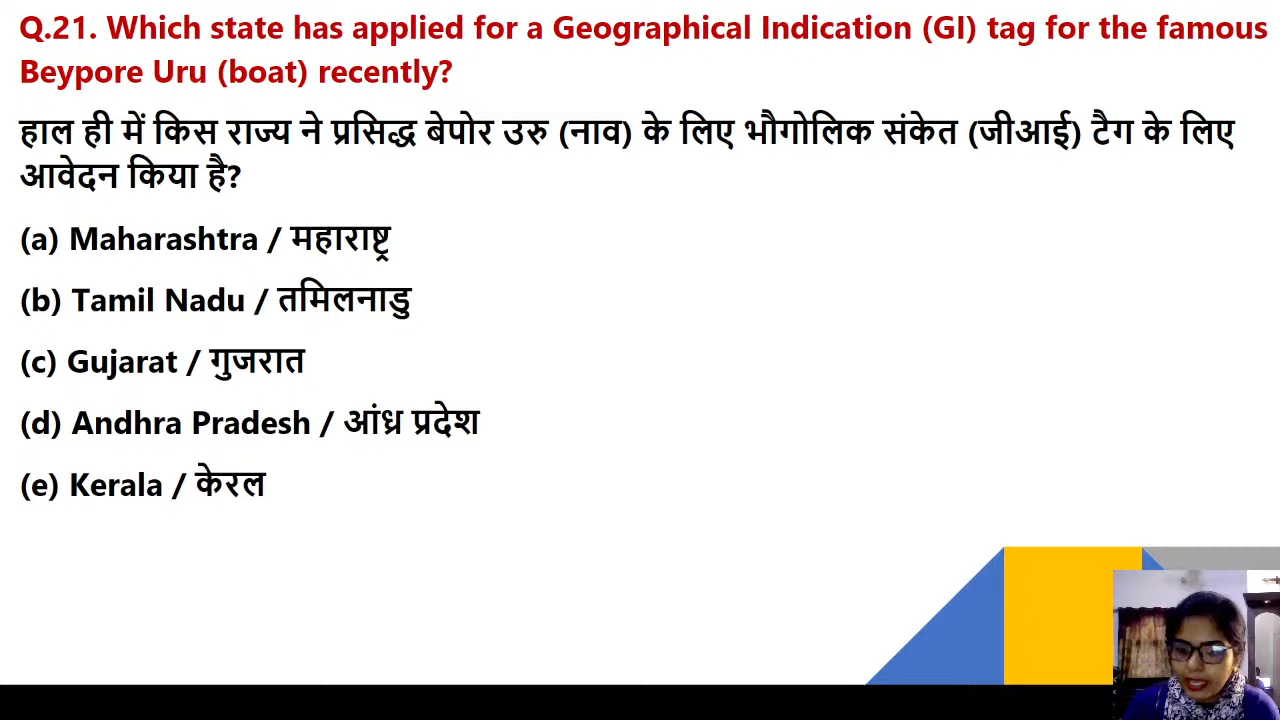 Q.21. Which state has applied for a Geographical Indication (GI) tag for the famous
Beypore Uru (boat) recently?
हाल ही में किस राज्य ने प्रसिद्ध बेपोर उरु (नाव) के लिए भौगोलिक संकेत (जीआई) टैग के लिए
आवेदन किया है?
(a) Maharashtra / महाराष्ट्र
(b) Tamil Nadu / तमिलनाडु
(c) Gujarat / गुजरात
(d) Andhra Pradesh / आंध्र प्रदेश
(e) Kerala / केरल